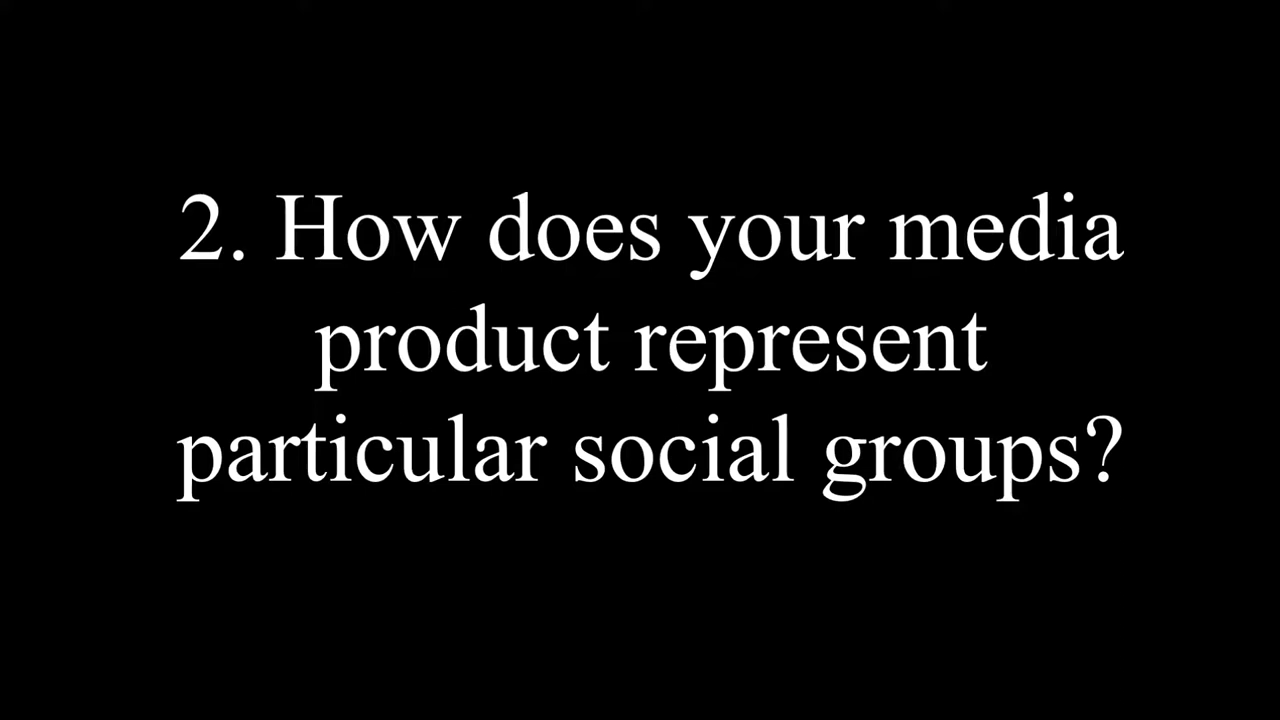 2. How does your media
product represent
particular social groups?